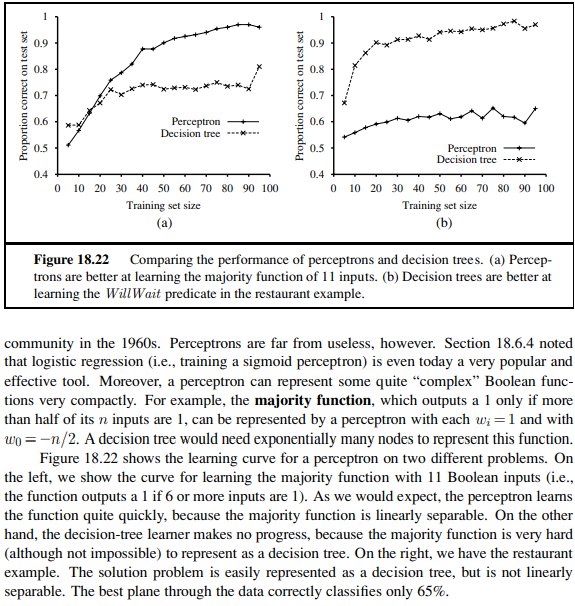 1
0.9
0.8
0.7
0.6
0.5
0.4
Proportion correct on test set
Perceptron
Decision tree
0 10 20 30 40 50 60 70 80 90 100
Training set size
(a)
1
0.9
0.8
0.7
0.6
0.5
0.4
Proportion correct on test set
Perceptron
Decision tree
0 10 20 30 40 50 60 70 80 90 100
Training set size
(b)
Figure 18.22 Comparing the performance of perceptrons and decision trees. (a) Percep-
trons are better at learning the majority function of 11 inputs. (b) Decision trees are better at
learning the WillWait predicate in the restaurant example.
community in the 1960s. Perceptrons are far from useless, however. Section 18.6.4 noted
that logistic regression (i.e., training a sigmoid perceptron) is even today a very popular and
effective tool. Moreover, a perceptron can represent some quite “complex” Boolean func-
tions very compactly. For example, the majority function, which outputs a 1 only if more
than half of its n inputs are 1, can be represented by a perceptron with each wi = 1 and with
w0 = −n/2. A decision tree would need exponentially many nodes to represent this function.
Figure 18.22 shows the learning curve for a perceptron on two different problems. On
the left, we show the curve for learning the majority function with 11 Boolean inputs (i.e.,
the function outputs a 1 if 6 or more inputs are 1). As we would expect, the perceptron learns
the function quite quickly, because the majority function is linearly separable. On the other
hand, the decision-tree learner makes no progress, because the majority function is very hard
(although not impossible) to represent as a decision tree. On the right, we have the restaurant
example. The solution problem is easily represented as a decision tree, but is not linearly
separable. The best plane through the data correctly classifies only 65%.